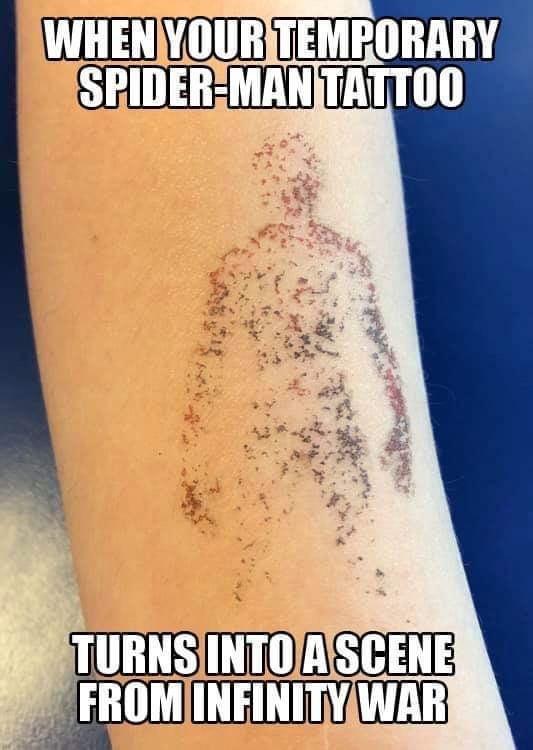 WHEN YOUR TEMPORARY
SPIDER-MAN TATTOO
TURNS INTO A SCENE
FROM INFINITY WAR